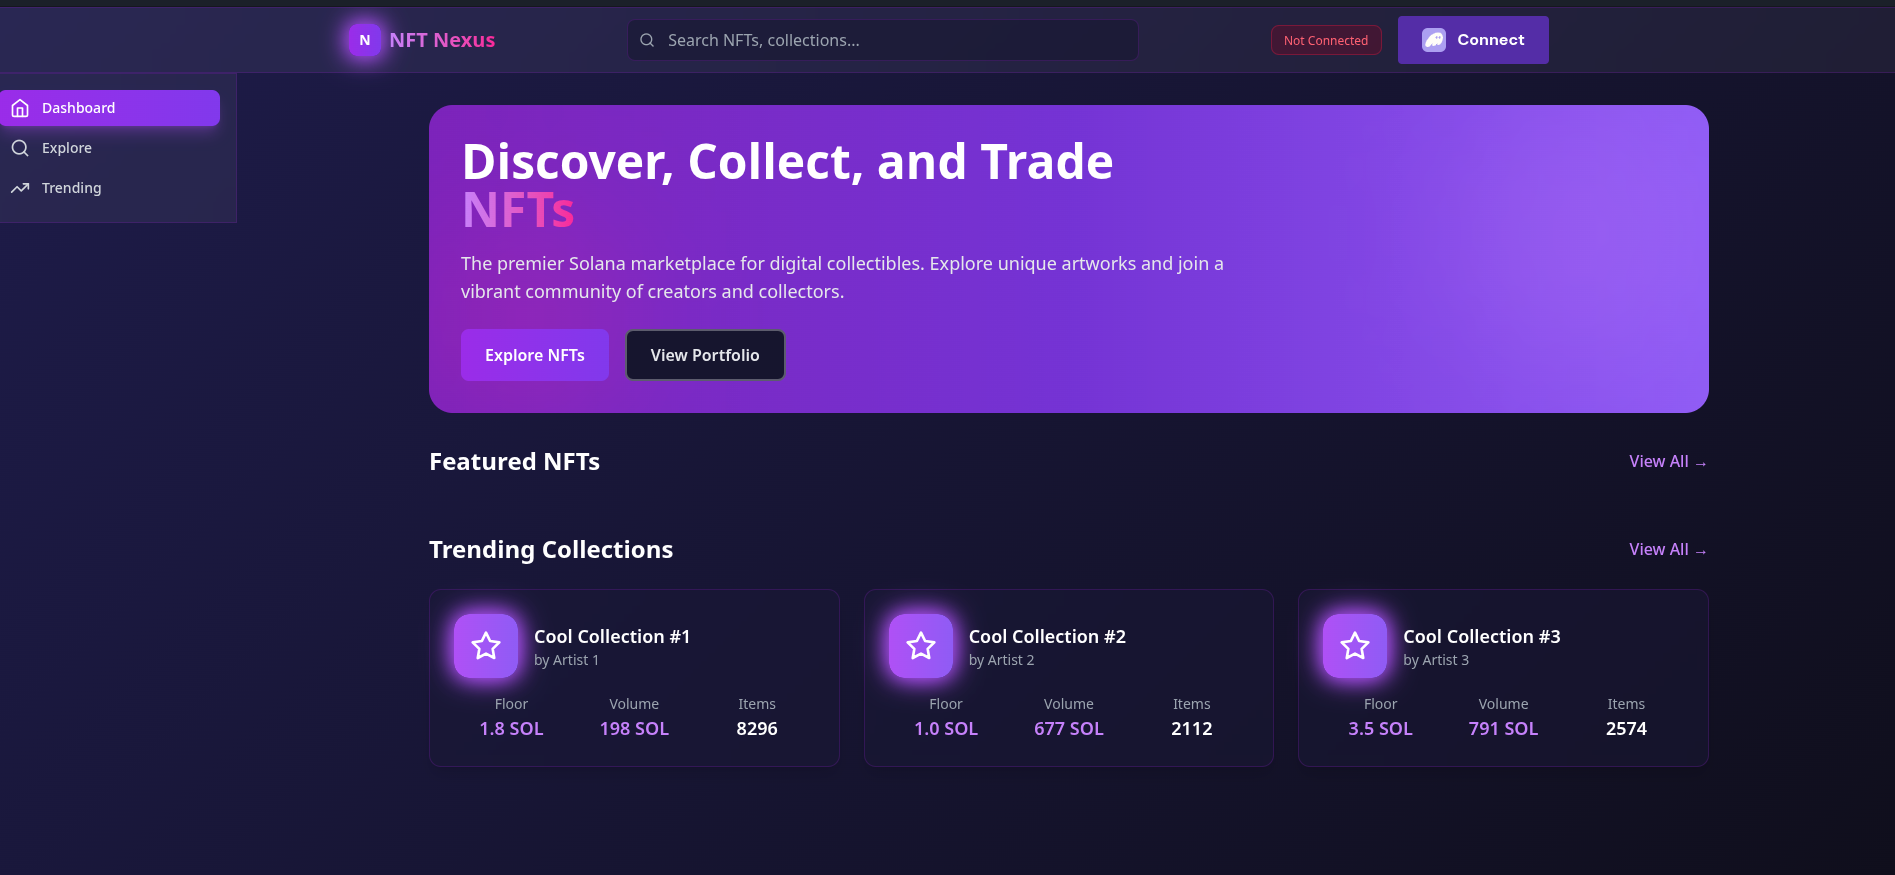 N NFT Nexus
Search NFTs, collections...
Not Connected
Connect
Dashboard
Explore
Trending
Discover, Collect, and Trade
NFTs
The premier Solana marketplace for digital collectibles. Explore unique artworks and join a
vibrant community of creators and collectors.
Explore NFTs
View Portfolio
Featured NFTs
View All →
Trending Collections
View All →
Cool Collection #1
by Artist 1
Floor Volume Items
1.8 SOL 198 SOL 8296
Cool Collection #2
by Artist 2
Floor Volume Items
1.0 SOL 677 SOL 2112
Cool Collection #3
by Artist 3
Floor Volume Items
3.5 SOL 791 SOL 2574